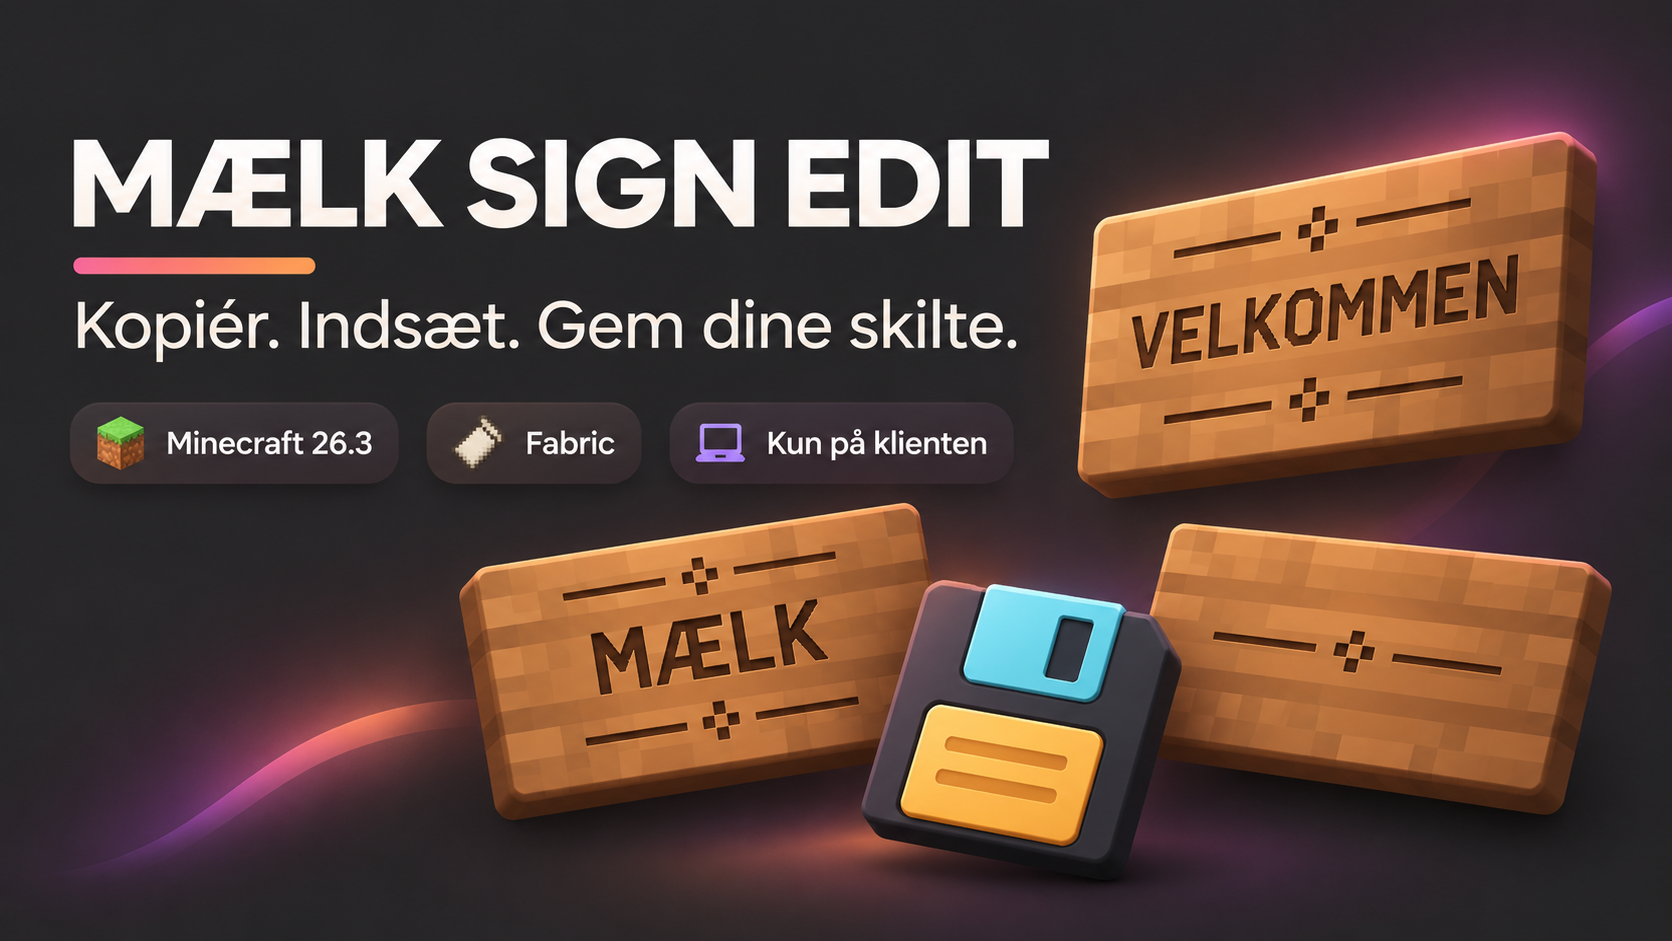 MÆLK SIGN EDIT
Kopiér. Indsæt. Gem dine skilte.
Minecraft 26.3
Fabric
Kun på klienten
VELKOMMEN
MÆLK